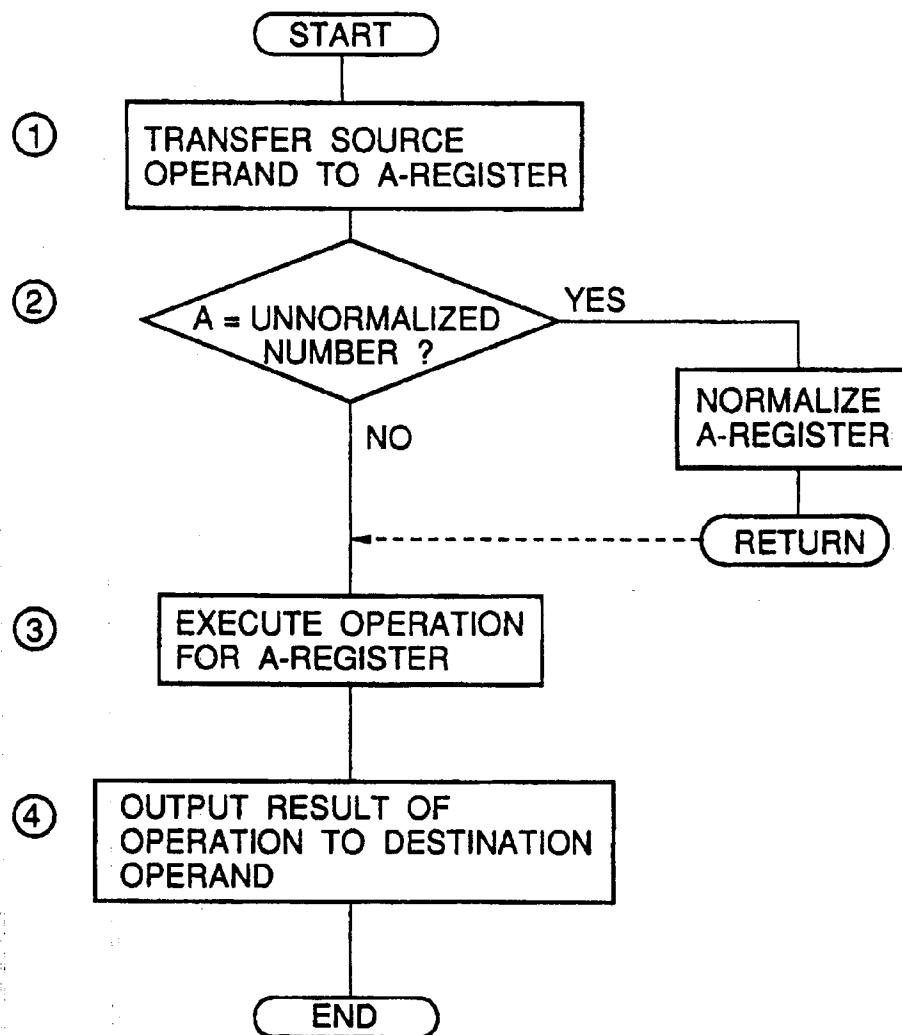 START
①
TRANSFER SOURCE
OPERAND TO A-REGISTER
②
A = UNNORMALIZED
NUMBER ?
YES
NORMALIZE
A-REGISTER
NO
RETURN
③
EXECUTE OPERATION
FOR A-REGISTER
④
OUTPUT RESULT OF
OPERATION TO DESTINATION
OPERAND
END